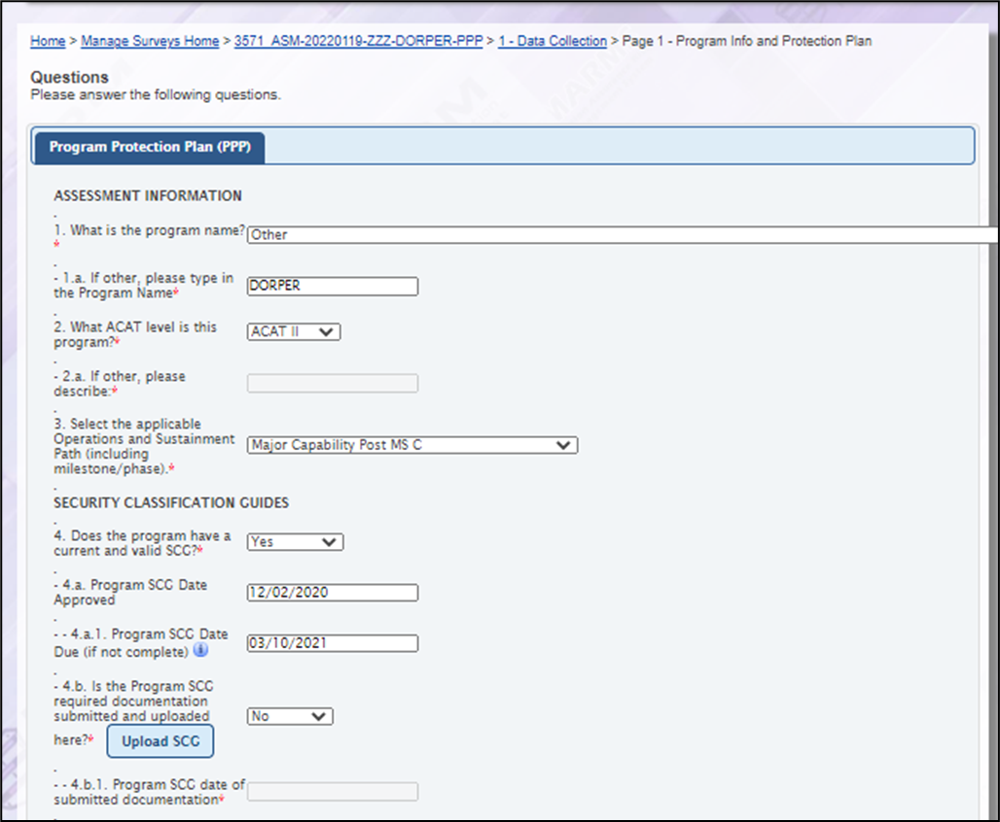 Home > Manage Surveys Home > 3571_ASM-20220119-ZZZ-DORPER-PPP > 1 - Data Collection > Page 1 - Program Info and Protection Plan
Questions
Please answer the following questions.
Program Protection Plan (PPP)
ASSESSMENT INFORMATION
.
1. What is the program name?
*
Other
.
- 1.a. If other, please type in
the Program Name*
DORPER
.
2. What ACAT level is this
program?*
ACAT II
.
- 2.a. If other, please
describe:*
.
3. Select the applicable
Operations and Sustainment
Path (including
milestone/phase).*
Major Capability Post MS C
.
SECURITY CLASSIFICATION GUIDES
.
4. Does the program have a
current and valid SCG?*
Yes
.
- 4.a. Program SCG Date
Approved
12/02/2020
.
- - 4.a.1. Program SCG Date
Due (if not complete)
03/10/2021
.
- 4.b. Is the Program SCG
required documentation
submitted and uploaded
here?* Upload SCG
No
.
- - 4.b.1. Program SCG date of
submitted documentation*
.